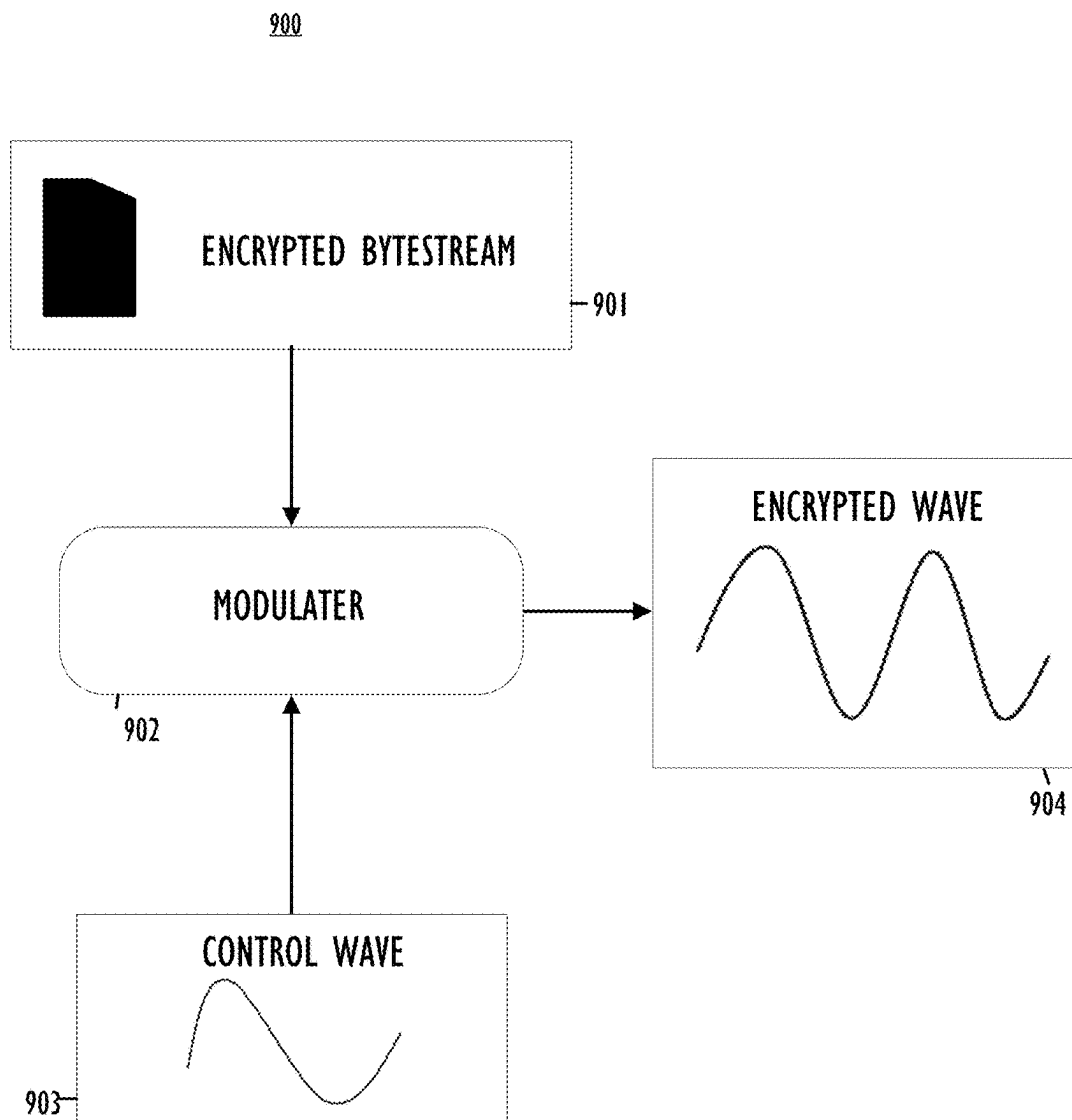 900
ENCRYPTED BYTESTREAM
901
ENCRYPTED WAVE
MODULATER
902
904
CONTROL WAVE
903